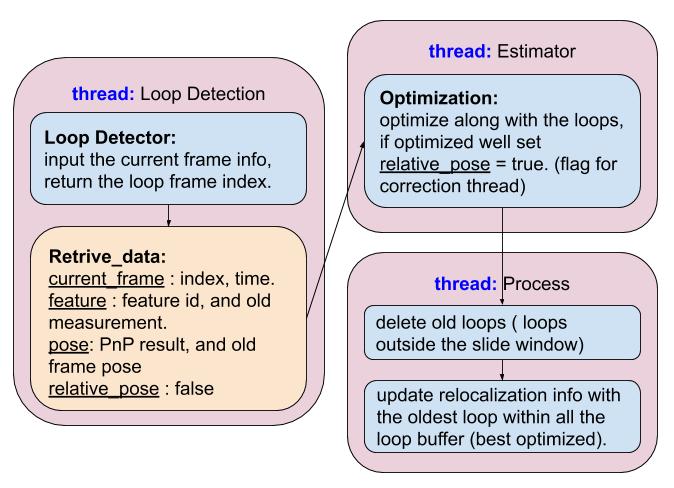 thread: Loop Detection
Loop Detector:
input the current frame info,
return the loop frame index.
Retrive_data:
current_frame : index, time.
feature : feature id, and old
measurement.
pose: PnP result, and old
frame pose
relative_pose : false
thread: Estimator
Optimization:
optimize along with the loops,
if optimized well set
relative_pose = true. (flag for
correction thread)
thread: Process
delete old loops ( loops
outside the slide window)
update relocalization info with
the oldest loop within all the
loop buffer (best optimized).